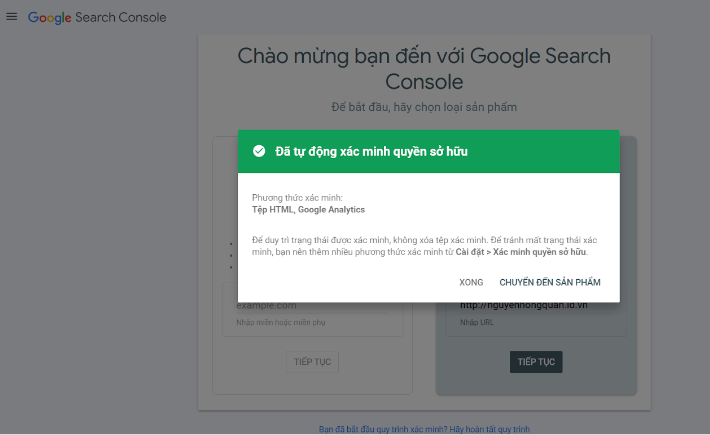 Google Search Console
Chào mừng bạn đến với Google Search
Console
Để bắt đầu, hãy chọn loại sản phẩm
Đã tự động xác minh quyền sở hữu
Phương thức xác minh:
Tệp HTML, Google Analytics
Để duy trì trạng thái được xác minh, không xóa tệp xác minh. Để tránh mất trạng thái xác
minh, bạn nên thêm nhiều phương thức xác minh từ Cài đặt > Xác minh quyền sở hữu.
XONG
CHUYỂN ĐẾN SẢN PHẨM
example.com
Nhập miền hoặc miền phụ
TIẾP TỤC
http://nguyenhongquan.id.vn
Nhập URL
TIẾP TỤC
Bạn đã bắt đầu quy trình xác minh? Hãy hoàn tất quy trình